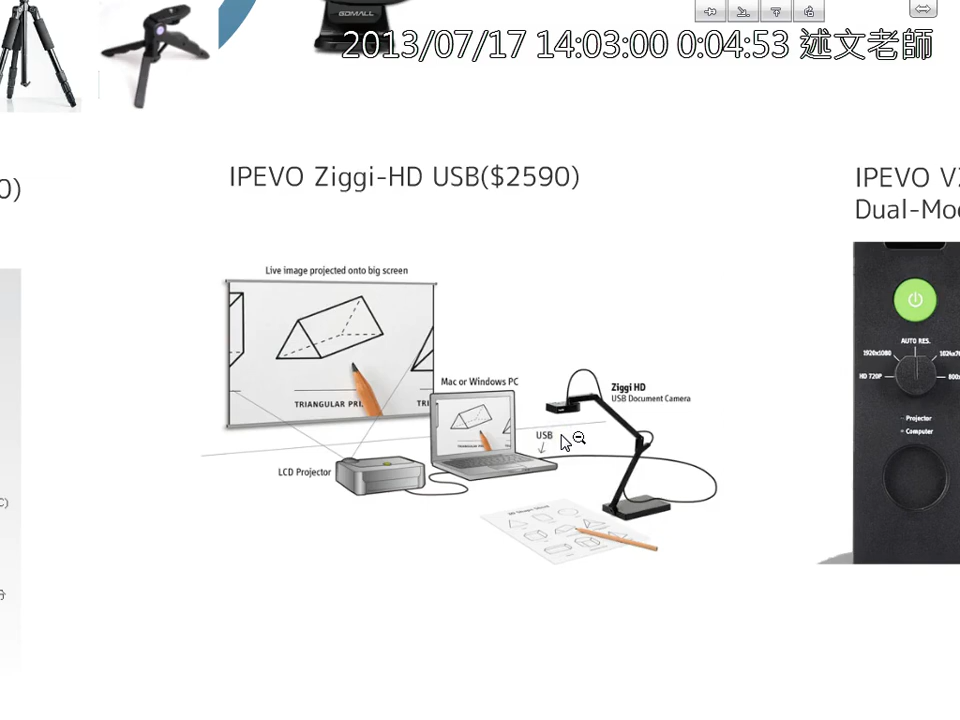 GOMALL
2013/07/17 14:03:00 0:04:53 述文老師
0)
IPEVO Ziggi-HD USB($2590)
IPEVO
Dual-Mo
Live image projected onto big screen
TRIANGULAR PRI
TRI
Mac or Windows PC
Ziggi HD
USB Document Camera
USB
LCD Projector
AUTO RES.
1920x1080
HD 720P
Projector
Computer
C)